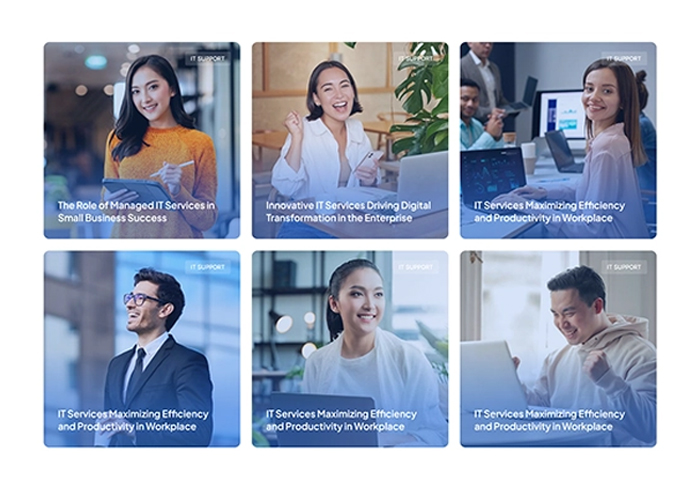 IT SUPPORT
The Role of Managed IT Services in
Small Business Success
IT SUPPORT
Innovative IT Services Driving Digital
Transformation in the Enterprise
IT SUPPORT
IT Services Maximizing Efficiency
and Productivity in Workplace
IT SUPPORT
IT Services Maximizing Efficiency
and Productivity in Workplace
IT SUPPORT
IT Services Maximizing Efficiency
and Productivity in Workplace
IT SUPPORT
IT Services Maximizing Efficiency
and Productivity in Workplace